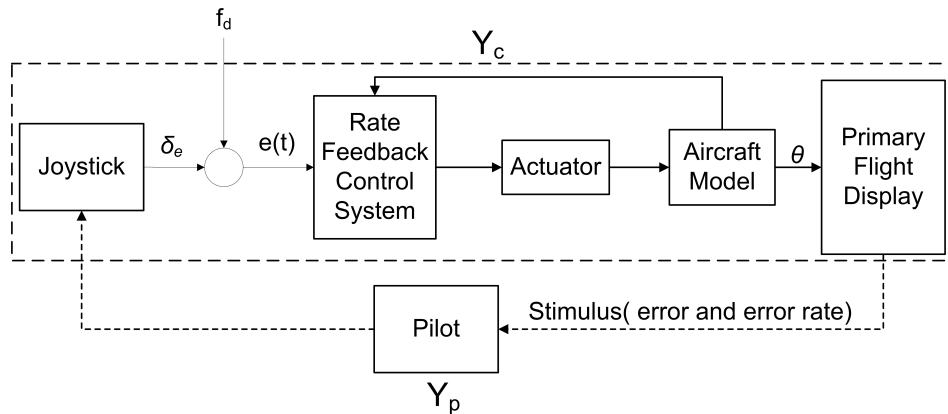 f_d
Y_c
Joystick
δ_e
e(t)
Rate
Feedback
Control
System
Actuator
Aircraft
Model
θ
Primary
Flight
Display
Stimulus( error and error rate)
Pilot
Y_p